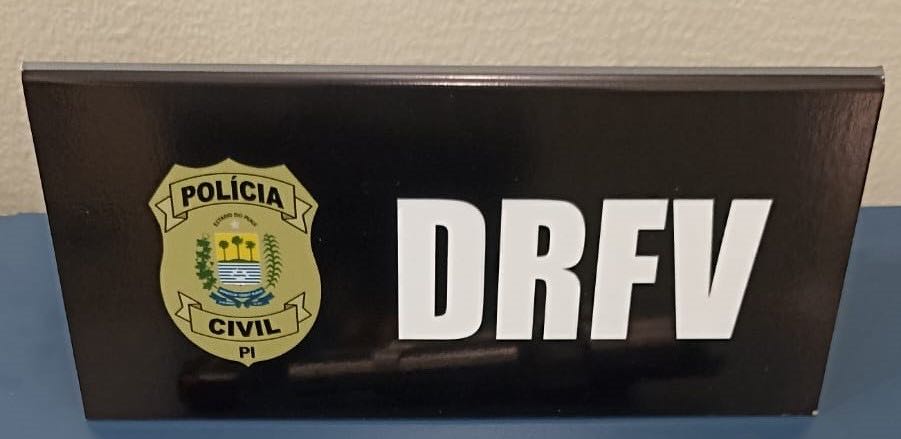 POLÍCIA
ESTADO DO PIAUÍ
CIVIL
PI
DRFV